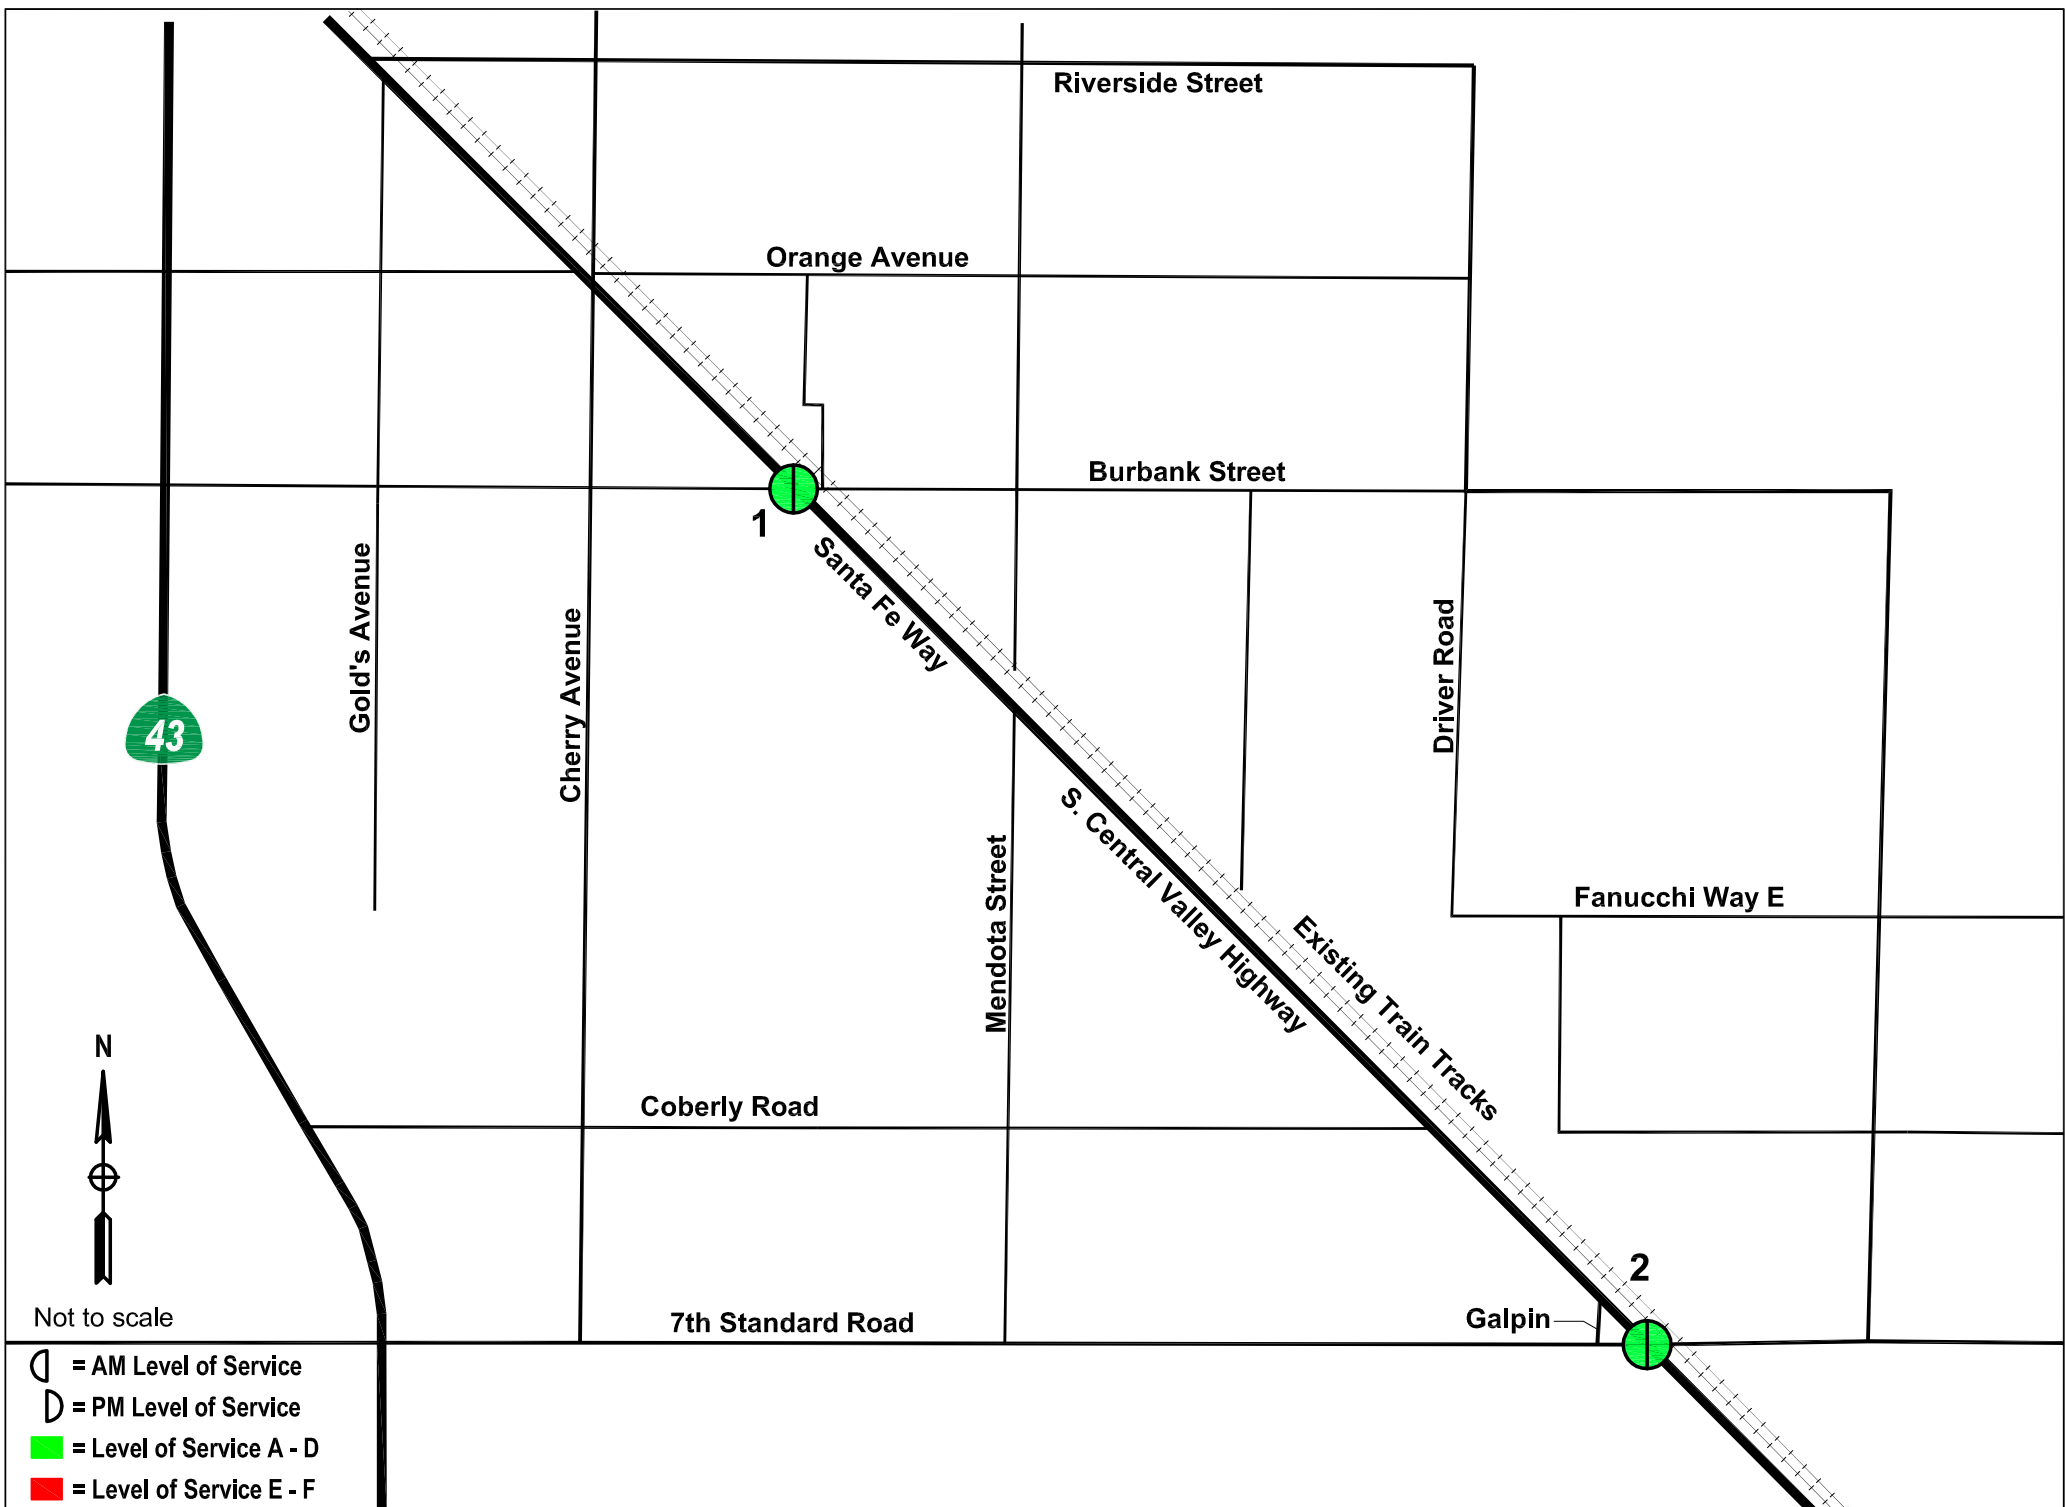 Riverside Street
Orange Avenue
Burbank Street
1
Santa Fe Way
Gold's Avenue
Cherry Avenue
Driver Road
43
S. Central Valley Highway
Mendota Street
Fanucchi Way E
Existing Train Tracks
N
Coberly Road
2
Not to scale
7th Standard Road
Galpin
= AM Level of Service
= PM Level of Service
= Level of Service A - D
= Level of Service E - F